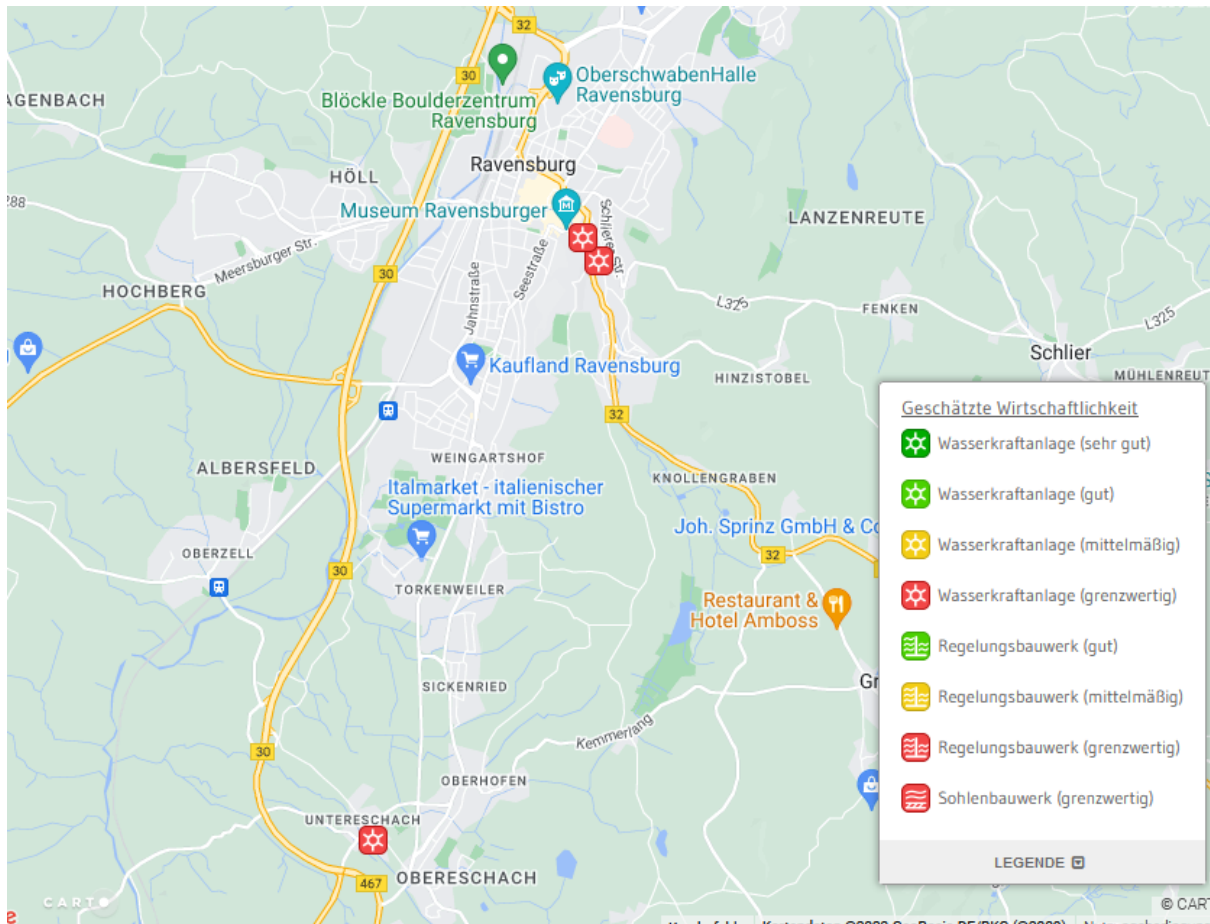 32
30
OberschwabenHalle
Ravensburg
Blöckle Boulderzentrum
Ravensburg
AGENBACH
Ravensburg
HÖLL
288
Museum Ravensburger
Schlierer Str.
LANZENREUTE
Meersburger Str.
Seestraße
30
Jahnstraße
HOCHBERG
L325
FENKEN
L325
Schlier
Kaufland Ravensburg
HINZISTOBEL
MÜHLENREUT
32
Geschätzte Wirtschaftlichkeit
Wasserkraftanlage (sehr gut)
Wasserkraftanlage (gut)
Wasserkraftanlage (mittelmäßig)
Wasserkraftanlage (grenzwertig)
Regelungsbauwerk (gut)
Regelungsbauwerk (mittelmäßig)
Regelungsbauwerk (grenzwertig)
Sohlenbauwerk (grenzwertig)
LEGENDE
WEINGARTSHOF
ALBERSFELD
KNOLLENGRABEN
Italmarket - italienischer
Supermarkt mit Bistro
Joh. Sprinz GmbH & Co
OBERZELL
32
30
TORKENWEILER
Restaurant &
Hotel Amboss
SICKENRIED
Gr
Kemmerlang
30
OBERHOFEN
UNTERESCHACH
467
OBERESCHACH
CARTO
© CART